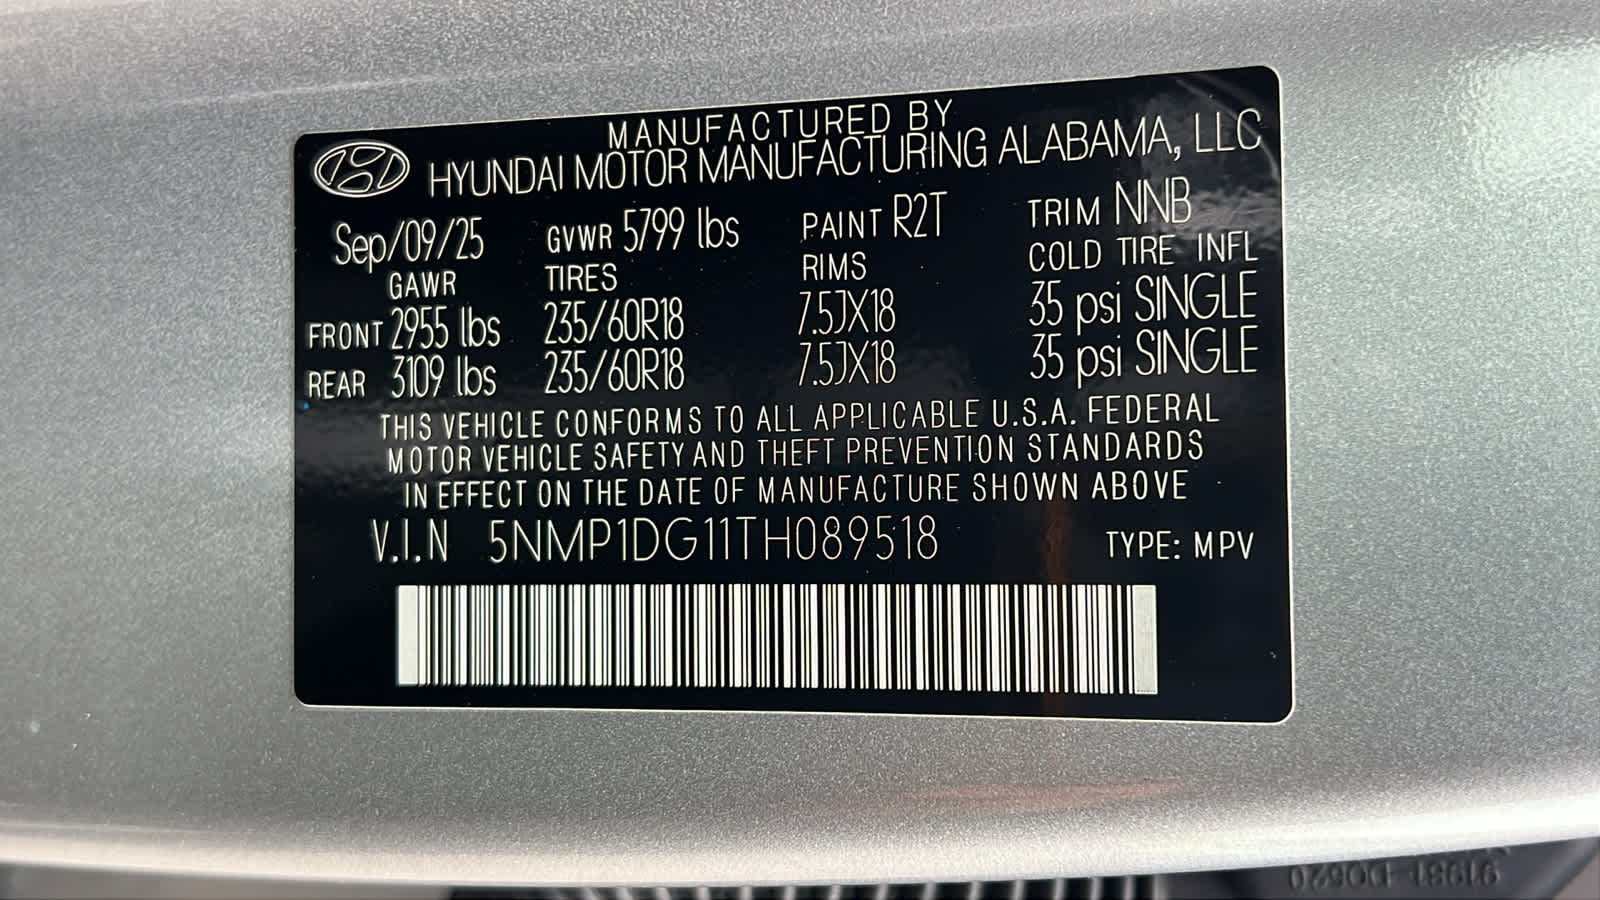 MANUFACTURED BY
HYUNDAI MOTOR MANUFACTURING ALABAMA, LLC
Sep/09/25 GVWR 5799 lbs PAINT R2T TRIM NNB
GAWR TIRES RIMS COLD TIRE INFL
FRONT 2955 lbs 235/60R18 7.5JX18 35 psi SINGLE
REAR 3109 lbs 235/60R18 7.5JX18 35 psi SINGLE
THIS VEHICLE CONFORMS TO ALL APPLICABLE U.S.A. FEDERAL
MOTOR VEHICLE SAFETY AND THEFT PREVENTION STANDARDS
IN EFFECT ON THE DATE OF MANUFACTURE SHOWN ABOVE
V.I.N 5NMP1DG11TH089518 TYPE: MPV